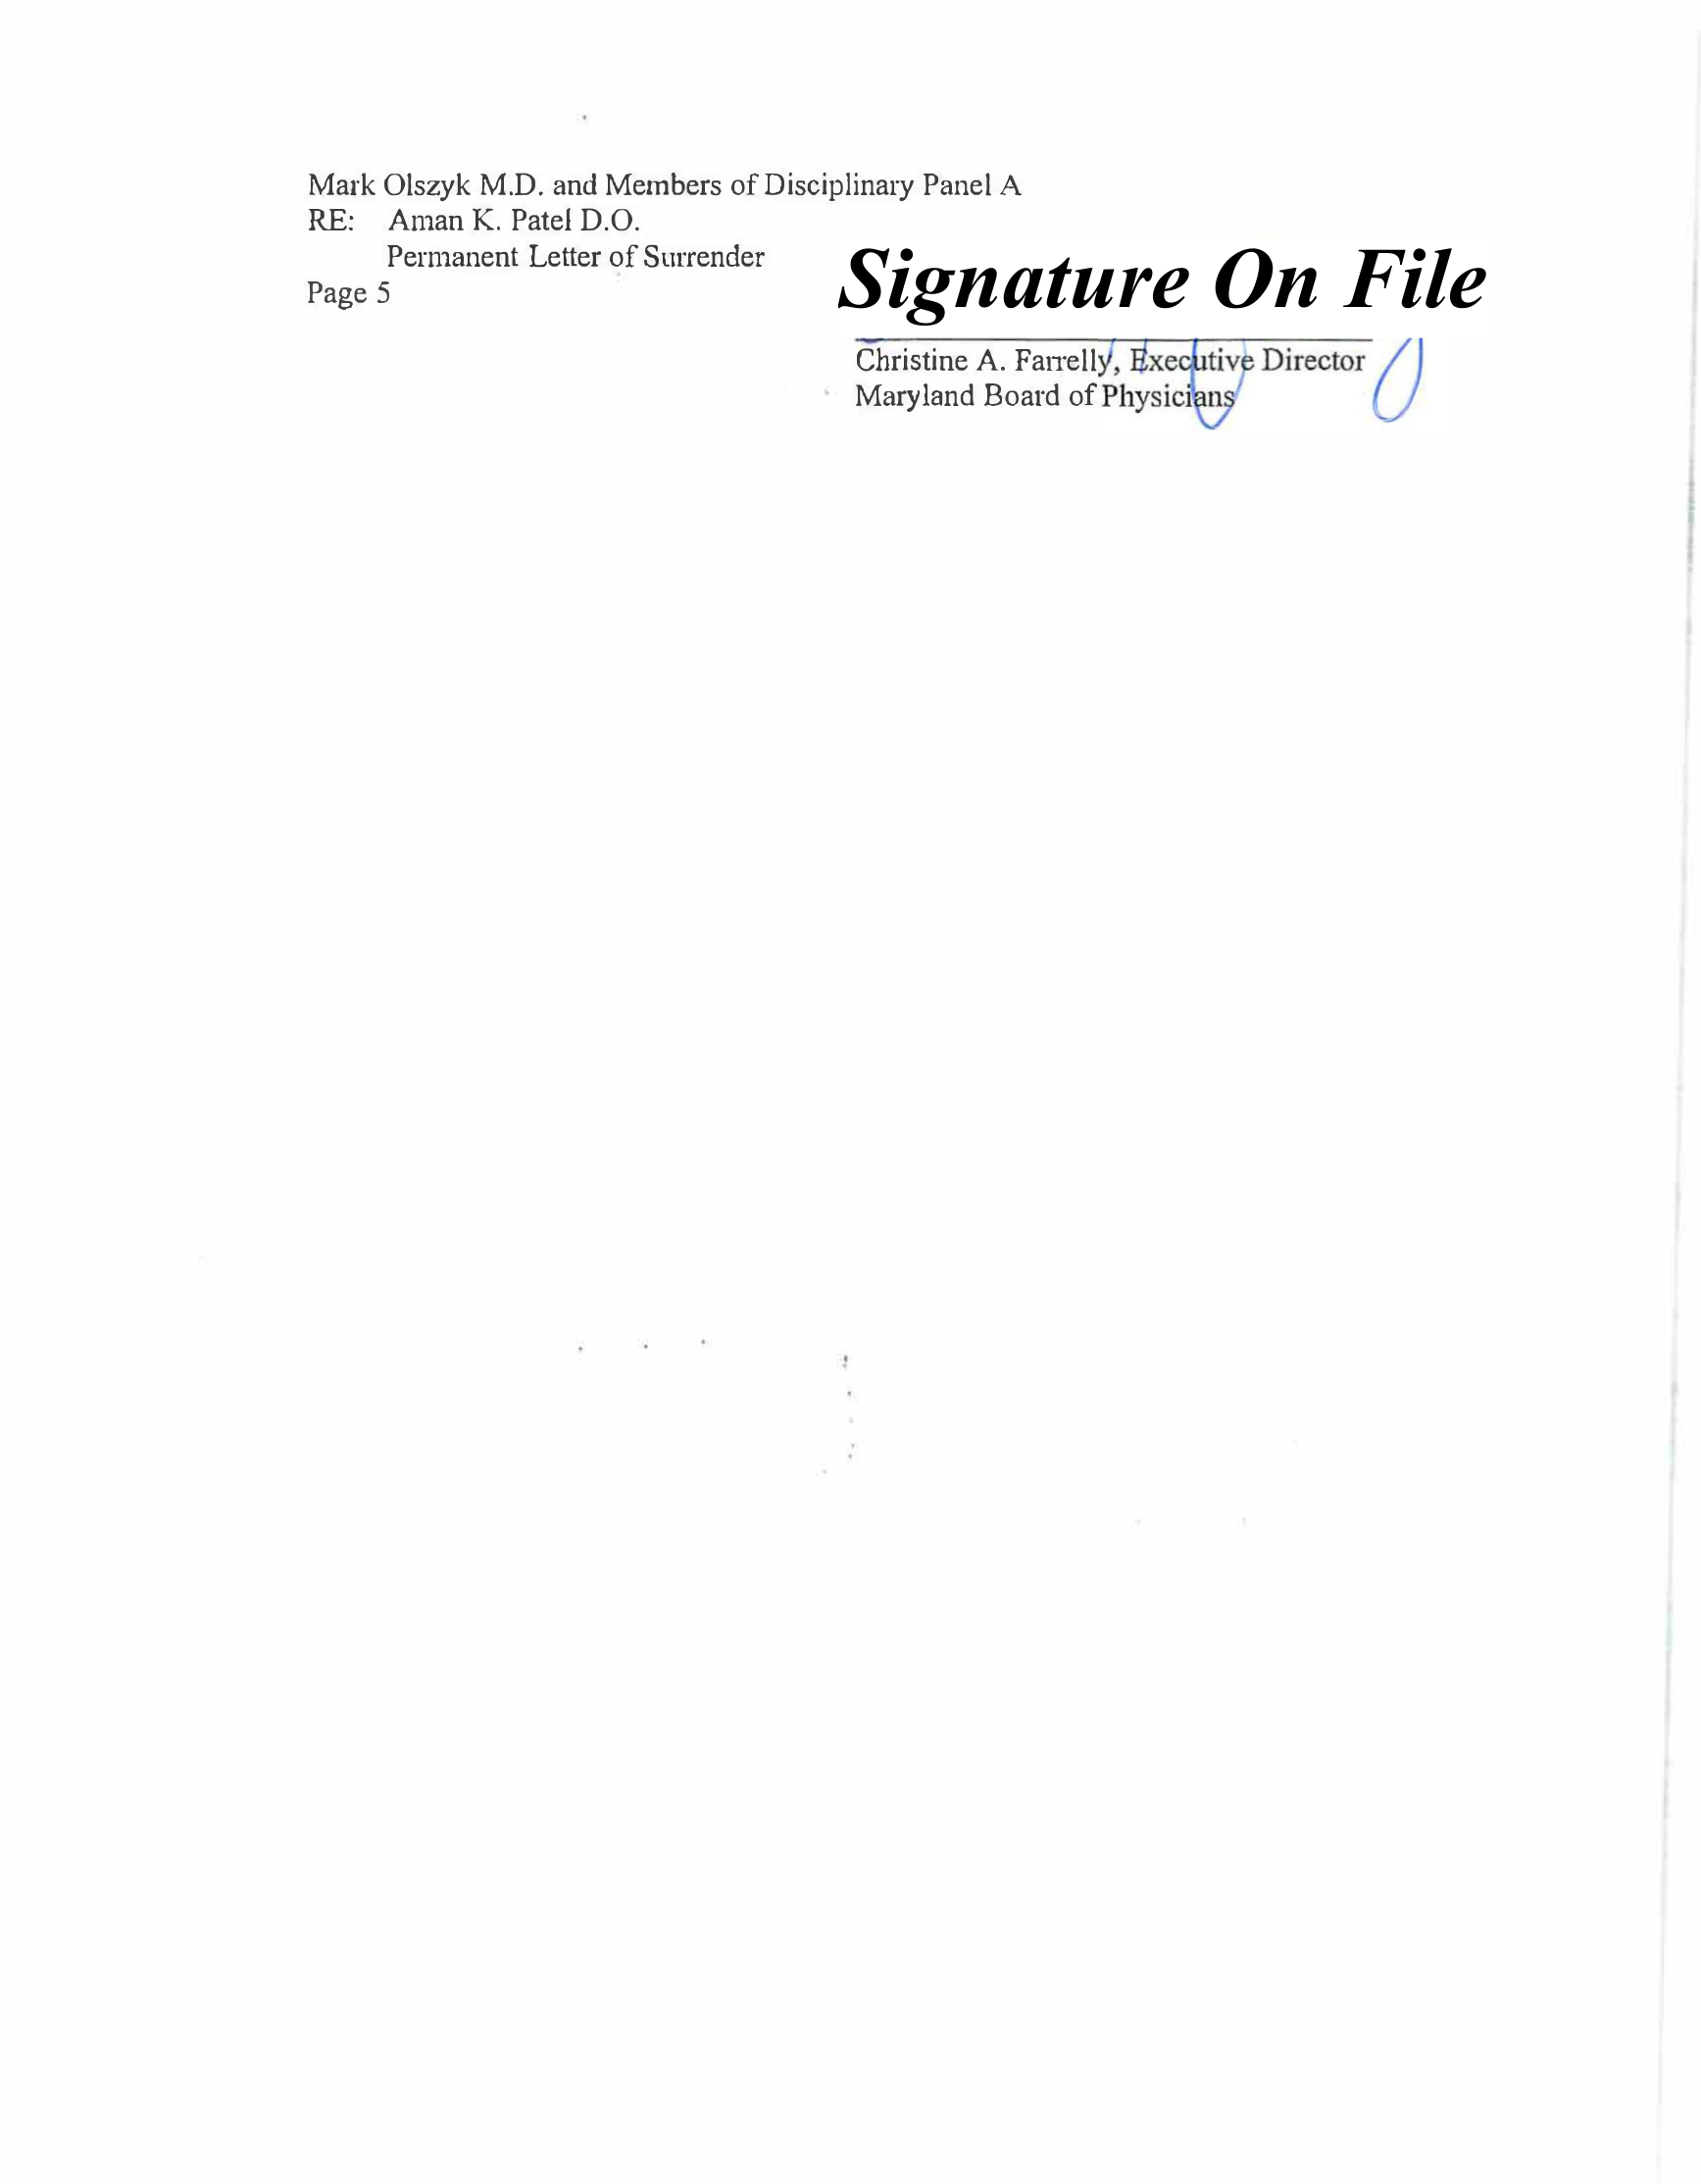 Mark Olszyk M.D. and Members of Disciplinary Panel A
RE: Aman K. Patel D.O.
Permanent Letter of Surrender
Page 5
Signature On File
Christine A. Farrelly, Executive Director
Maryland Board of Physicians